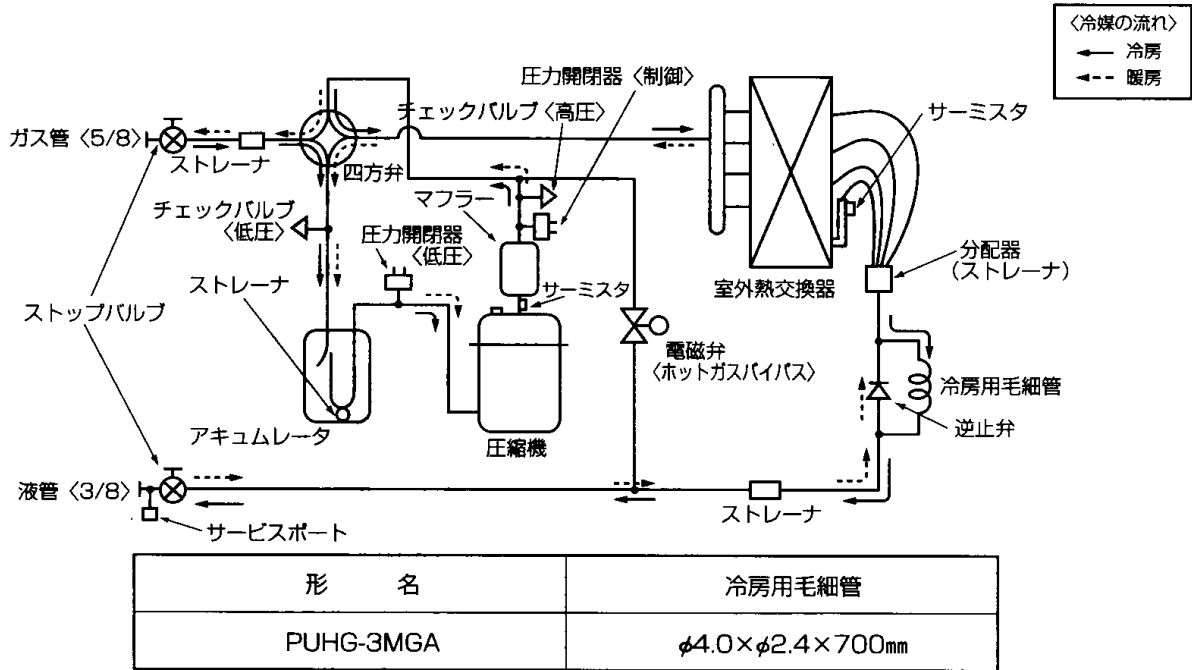 〈冷媒の流れ〉
冷房
暖房
圧力開閉器〈制御〉
チェックバルブ〈高圧〉
サーミスタ
ガス管〈5/8〉
ストレーナ
四方弁
マフラー
チェックバルブ
〈低圧〉
圧力開閉器
〈低圧〉
分配器
(ストレーナ)
ストレーナ
サーミスタ
室外熱交換器
ストップバルブ
電磁弁
〈ホットガスバイパス〉
冷房用毛細管
逆止弁
アキュムレータ
圧縮機
液管〈3/8〉
ストレーナ
サービスポート
形名 冷房用毛細管
PUHG-3MGA φ4.0×φ2.4×700mm